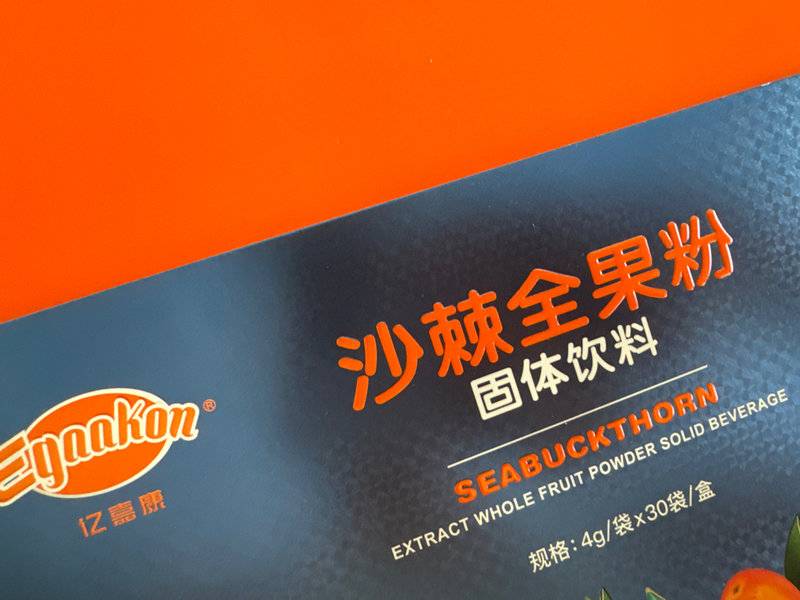 Egaakon®
亿嘉康
沙棘全果粉
固体饮料
SEABUCKTHORN
EXTRACT WHOLE FRUIT POWDER SOLID BEVERAGE
规格：4g/袋x30袋/盒